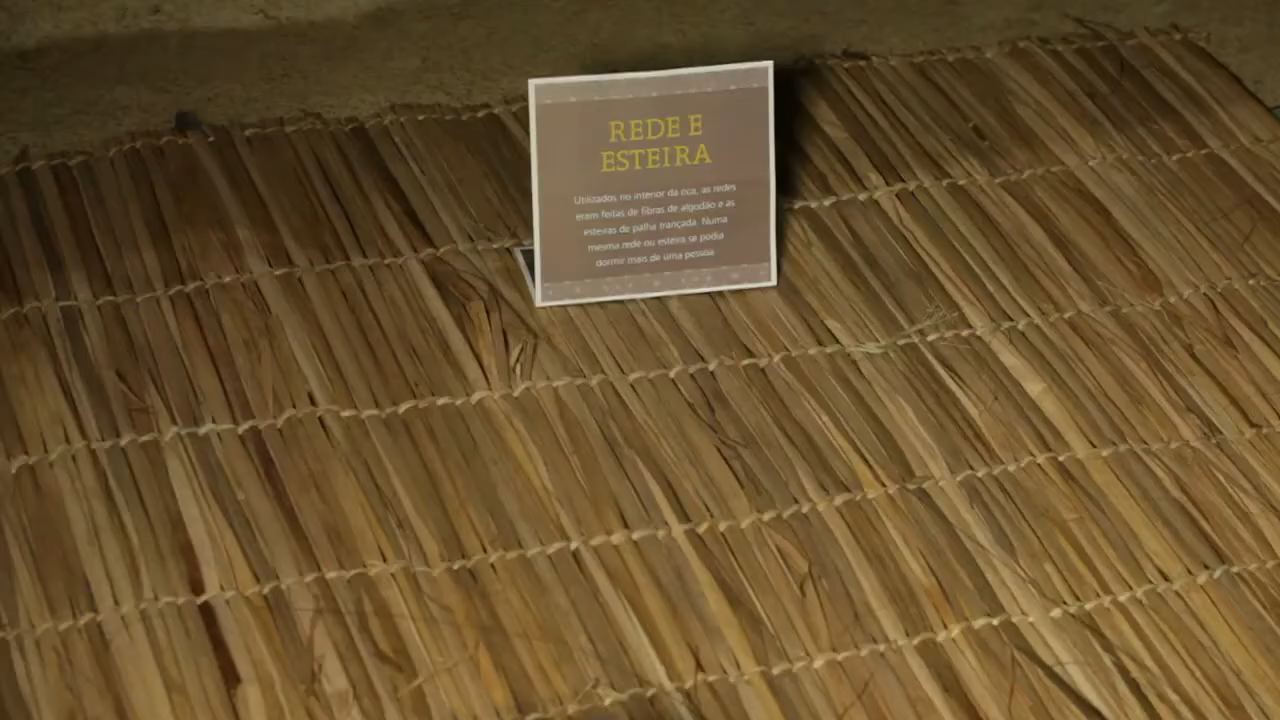 REDE E
ESTEIRA
Utilizados no interior da oca, as redes
eram feitas de fibras de algodão e as
esteiras de palha trançada. Numa
mesma rede ou esteira se podia
dormir mais de uma pessoa